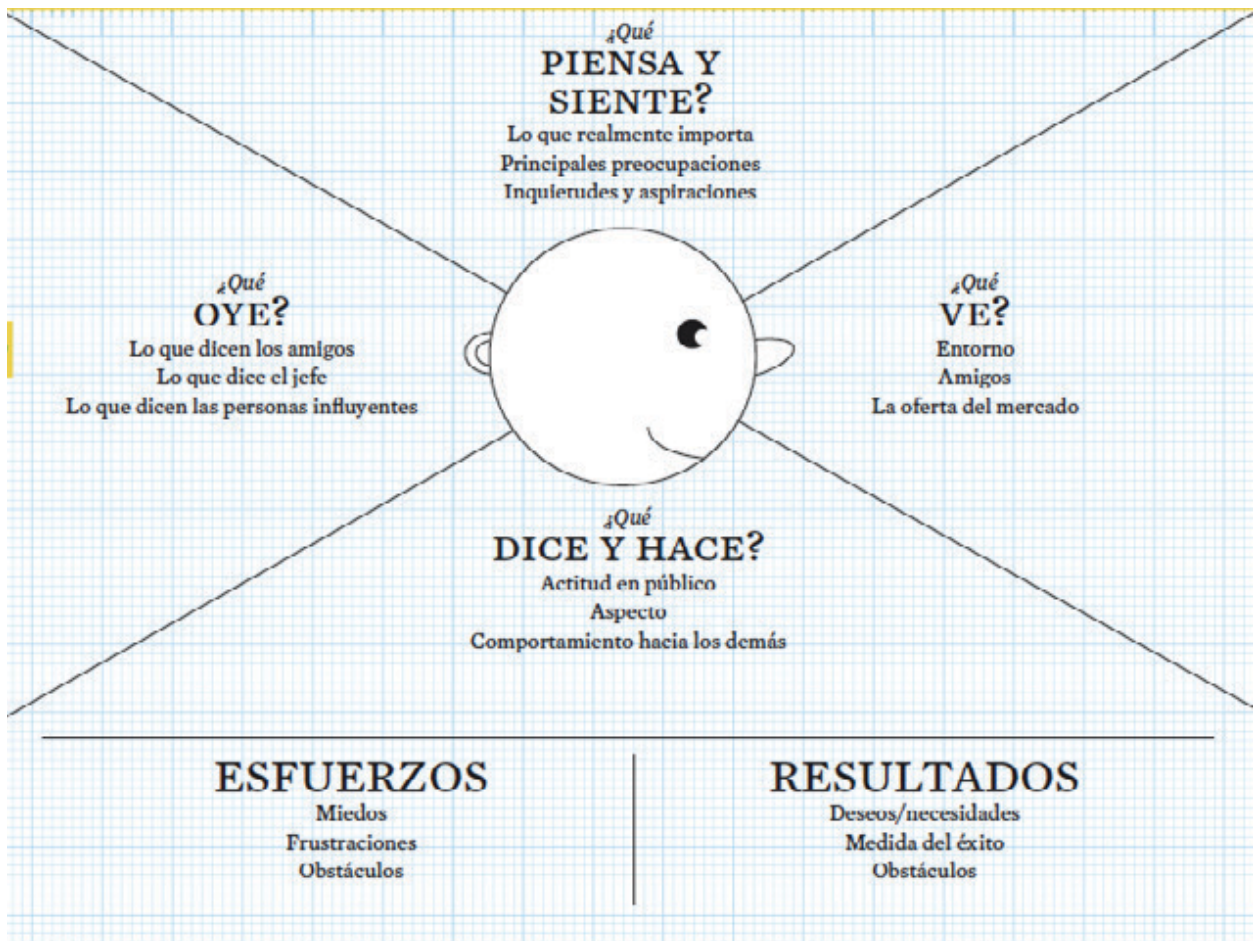 ¿Qué
PIENSA Y
SIENTE?
Lo que realmente importa
Principales preocupaciones
Inquietudes y aspiraciones
¿Qué
OYE?
Lo que dicen los amigos
Lo que dice el jefe
Lo que dicen las personas influyentes
¿Qué
VE?
Entorno
Amigos
La oferta del mercado
¿Qué
DICE Y HACE?
Actitud en público
Aspecto
Comportamiento hacia los demás
ESFUERZOS
Miedos
Frustraciones
Obstáculos
RESULTADOS
Deseos/necesidades
Medida del éxito
Obstáculos